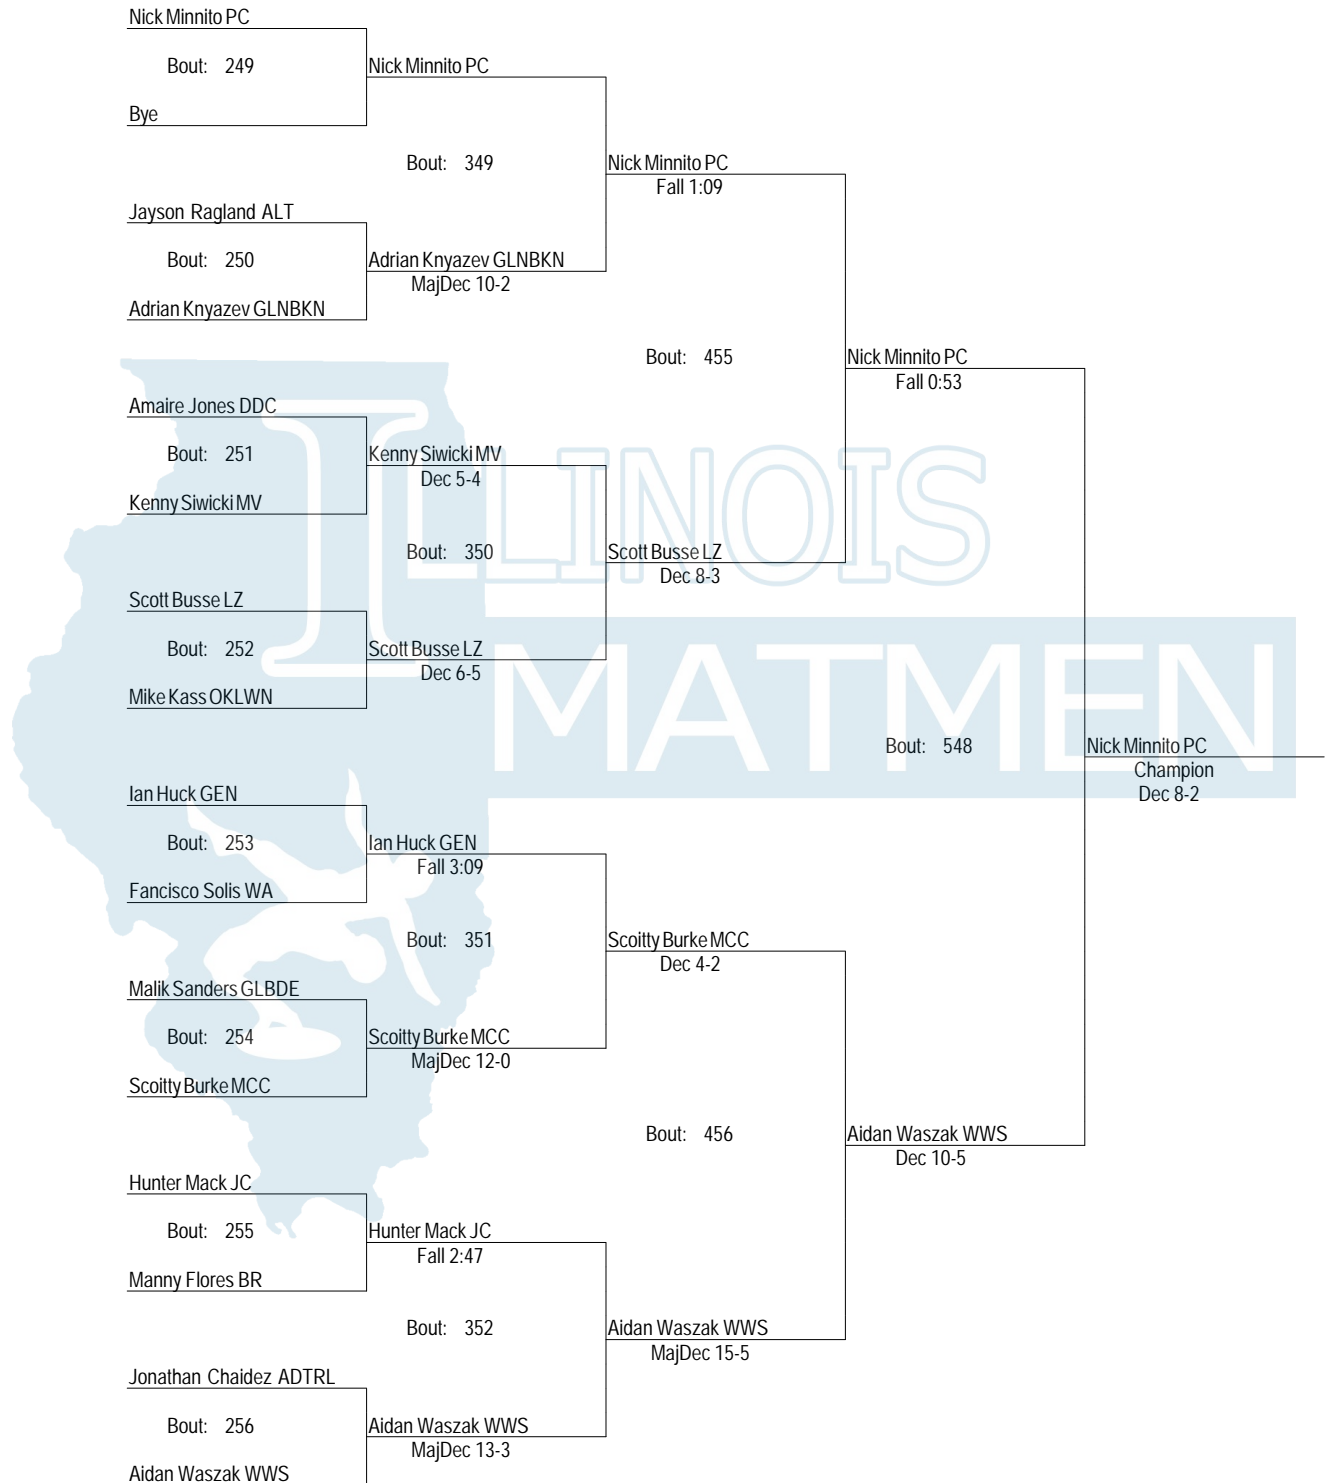 Nick Minnito PC
Bout: 249
Nick Minnito PC
Bye
Bout: 349
Nick Minnito PC
Fall 1:09
Jayson Ragland ALT
Bout: 250
Adrian Knyazev GLNBKN
MajDec 10-2
Adrian Knyazev GLNBKN
Bout: 455
Nick Minnito PC
Fall 0:53
Amaire Jones DDC
Bout: 251
Kenny Siwicki MV
Dec 5-4
Kenny Siwicki MV
Bout: 350
Scott Busse LZ
Dec 8-3
Scott Busse LZ
Bout: 252
Scott Busse LZ
Dec 6-5
Mike Kass OKLWN
ILLINOIS
MATMEN
Bout: 548
Nick Minnito PC
Champion
Dec 8-2
Ian Huck GEN
Bout: 253
Ian Huck GEN
Fall 3:09
Fancisco Solis WA
Bout: 351
Scoitty Burke MCC
Dec 4-2
Malik Sanders GLBDE
Bout: 254
Scoitty Burke MCC
MajDec 12-0
Scoitty Burke MCC
Bout: 456
Aidan Waszak WWS
Dec 10-5
Hunter Mack JC
Bout: 255
Hunter Mack JC
Fall 2:47
Manny Flores BR
Bout: 352
Aidan Waszak WWS
MajDec 15-5
Jonathan Chaidez ADTRL
Bout: 256
Aidan Waszak WWS
MajDec 13-3
Aidan Waszak WWS